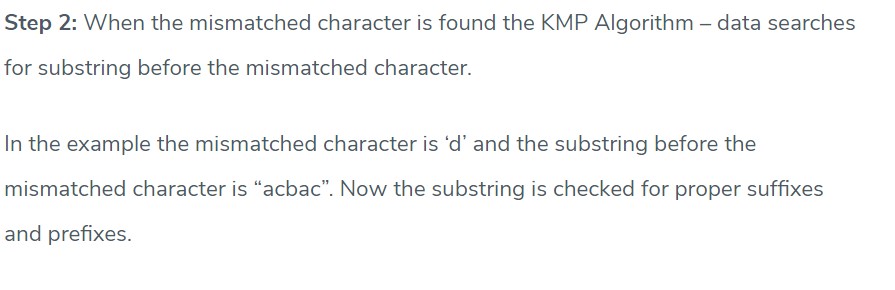 Step 2: When the mismatched character is found the KMP Algorithm – data searches
for substring before the mismatched character.
In the example the mismatched character is ‘d’ and the substring before the
mismatched character is “acbac”. Now the substring is checked for proper suffixes
and prefixes.